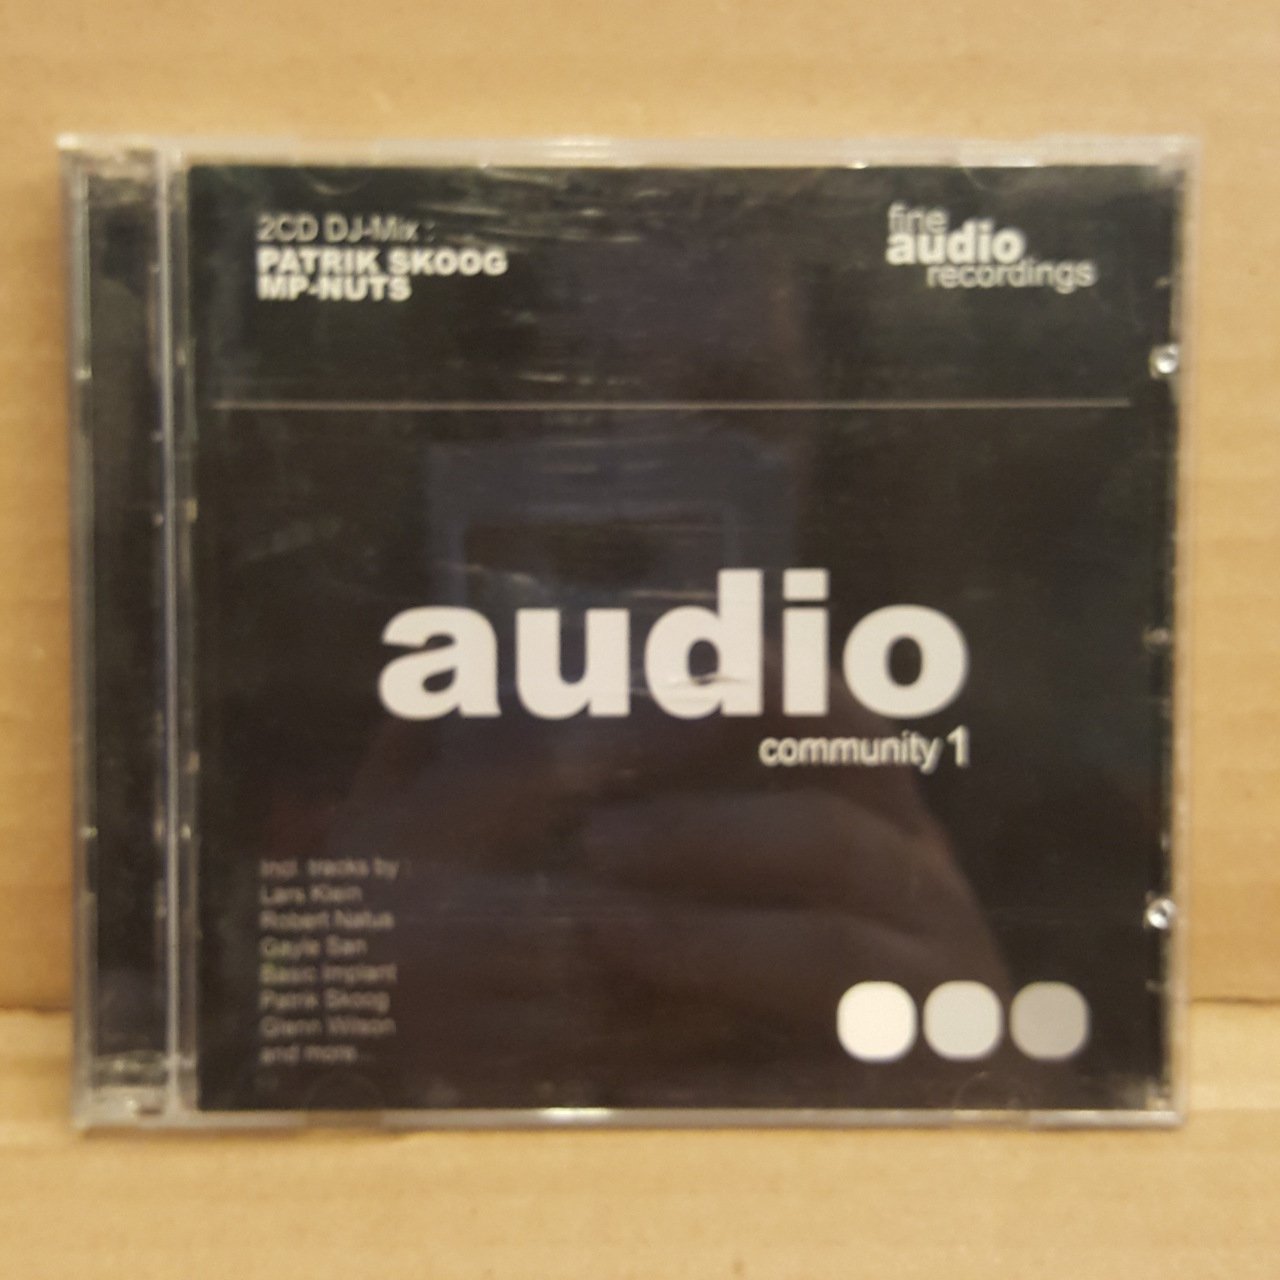 2CD DJ-Mix :
PATRIK SKOOG
MP-NUTS
fine
audio
recordings
audio
community 1
Incl. tracks by :
Lars Klein
Robert Natus
Gayle San
Basic Implant
Patrik Skoog
Glenn Wilson
and more...